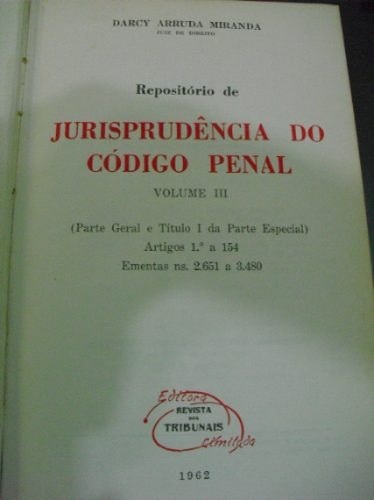 DARCY ARRUDA MIRANDA
JUIZ DE DIREITO
Repositório de
JURISPRUDÊNCIA DO
CÓDIGO PENAL
VOLUME III
(Parte Geral e Título I da Parte Especial)
Artigos 1.º a 154
Ementas ns. 2.651 a 3.480
Editora
REVISTA
DOS
TRIBUNAIS
Limitada
1962